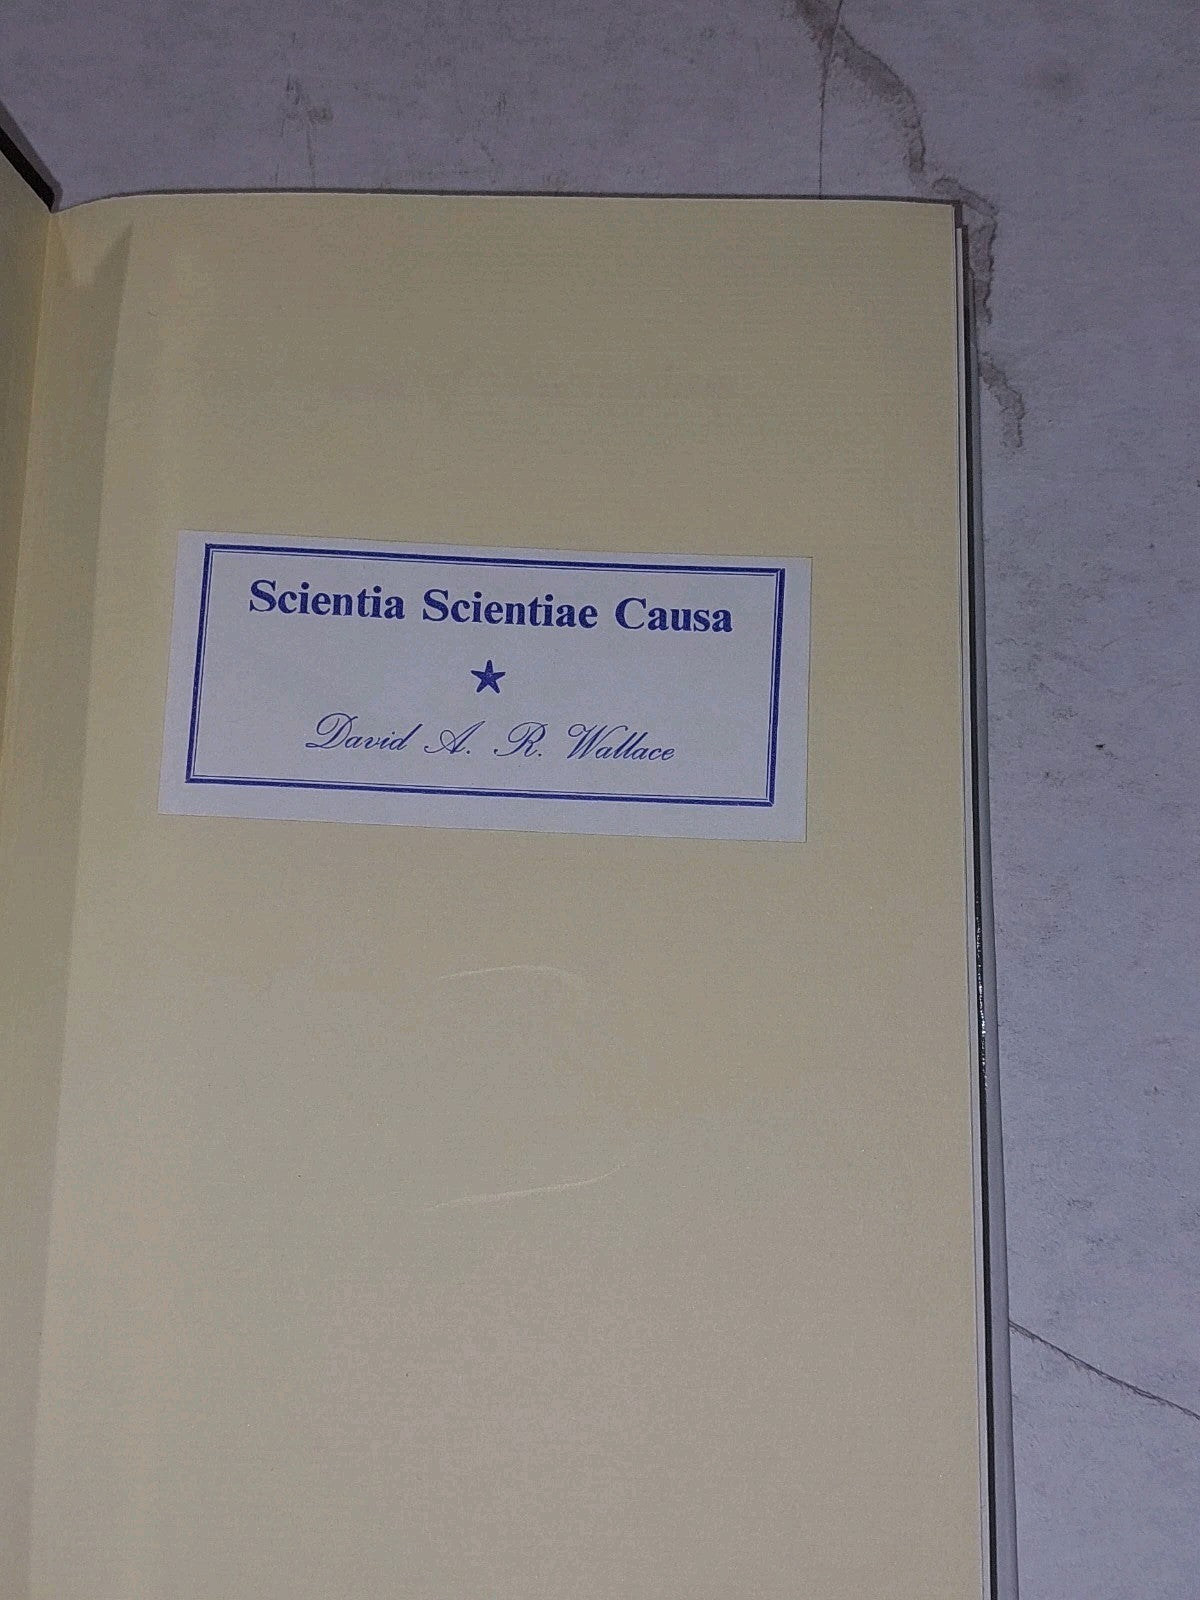 Scientia Scientiae Causa
David A. R. Wallace